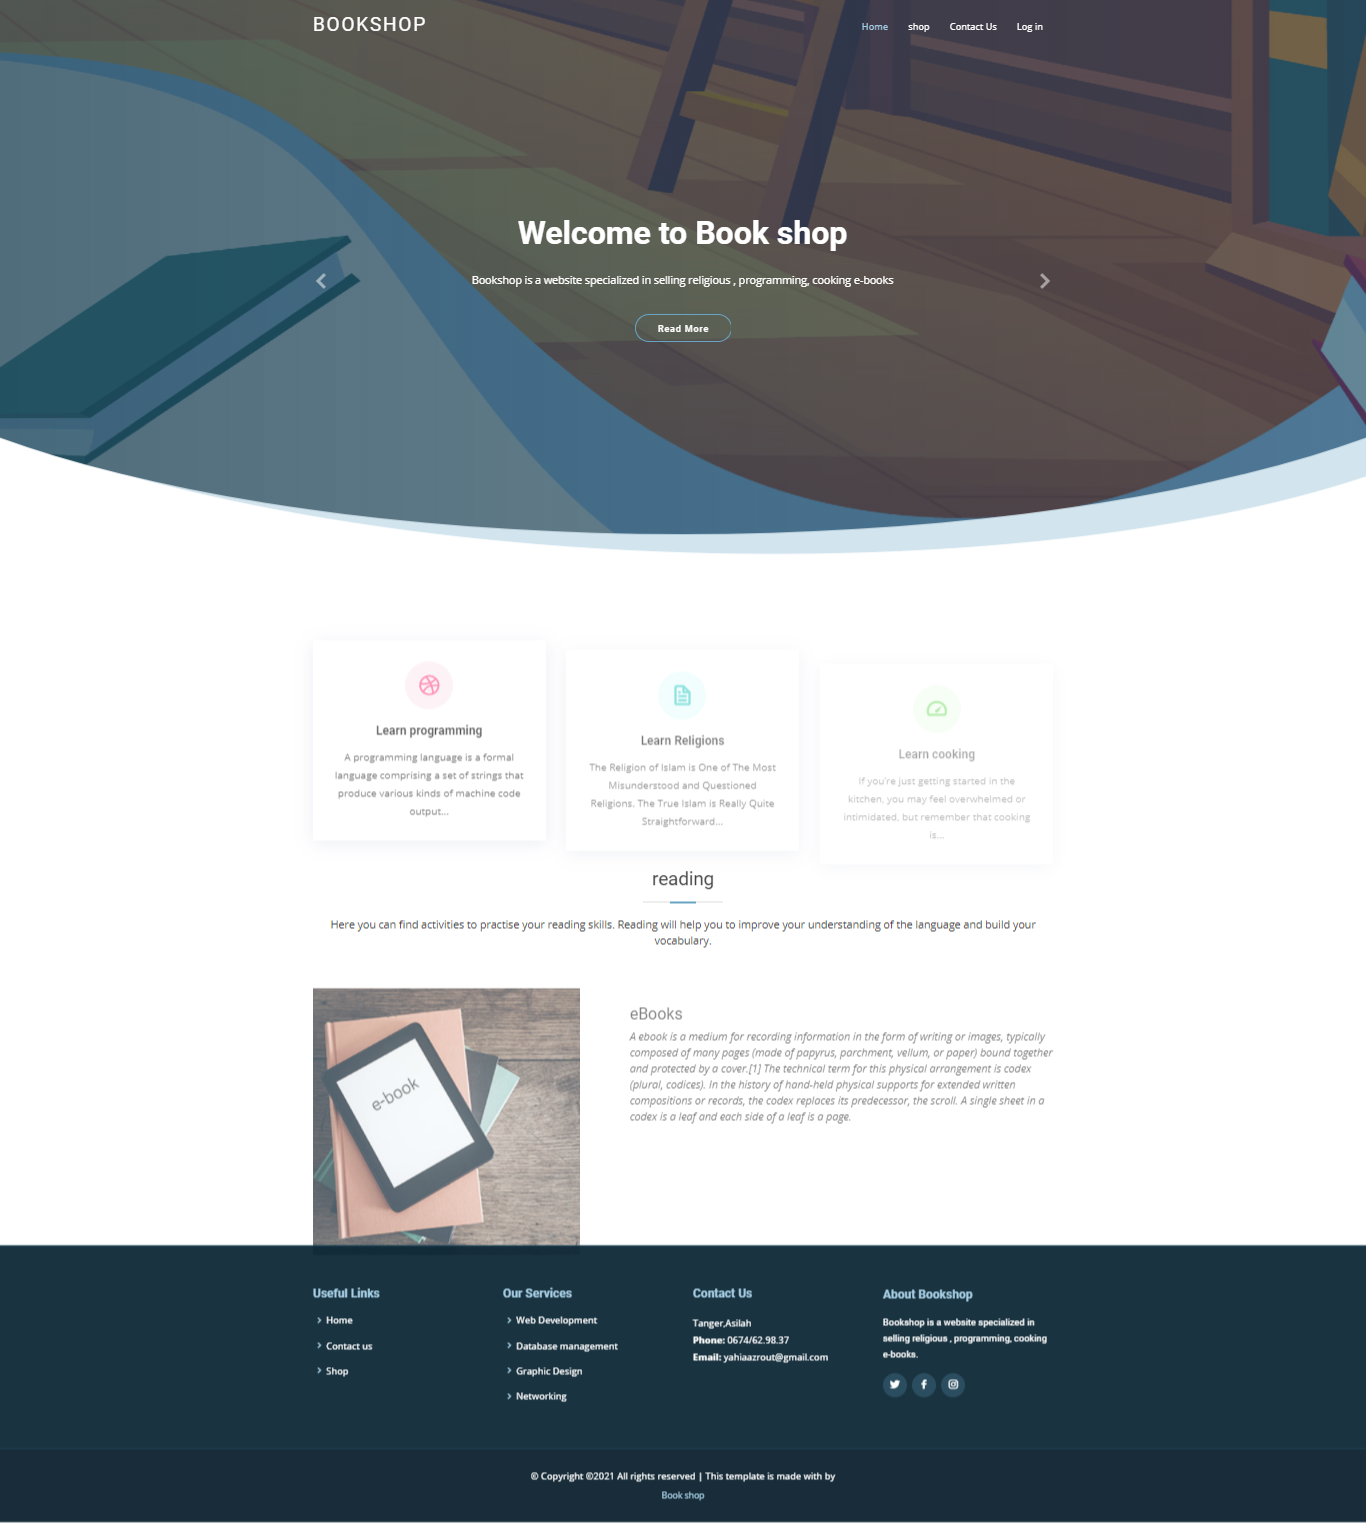 BOOKSHOP
Home shop Contact Us Log in
Welcome to Book shop
Bookshop is a website specialized in selling religious , programming, cooking e-books
Read More
Learn programming
A programming language is a formal
language comprising a set of strings that
produce various kinds of machine code
output...
Learn Religions
The Religion of Islam is One of The Most
Misunderstood and Questioned
Religions. The True Islam is Really Quite
Straightforward...
Learn cooking
If you're just getting started in the
kitchen, you may feel overwhelmed or
intimidated, but remember that cooking
is...
reading
Here you can find activities to practise your reading skills. Reading will help you to improve your understanding of the language and build your
vocabulary.
e-book
eBooks
A ebook is a medium for recording information in the form of writing or images, typically
composed of many pages (made of papyrus, parchment, vellum, or paper) bound together
and protected by a cover.[1] The technical term for this physical arrangement is codex
(plural, codices). In the history of hand-held physical supports for extended written
compositions or records, the codex replaces its predecessor, the scroll. A single sheet in a
codex is a leaf and each side of a leaf is a page.
Useful Links
Home
Contact us
Shop
Our Services
Web Development
Database management
Graphic Design
Networking
Contact Us
Tanger,Asilah
Phone: 0674/62.98.37
Email: yahiaazrout@gmail.com
About Bookshop
Bookshop is a website specialized in
selling religious , programming, cooking
e-books.
© Copyright ©2021 All rights reserved | This template is made with by
Book shop